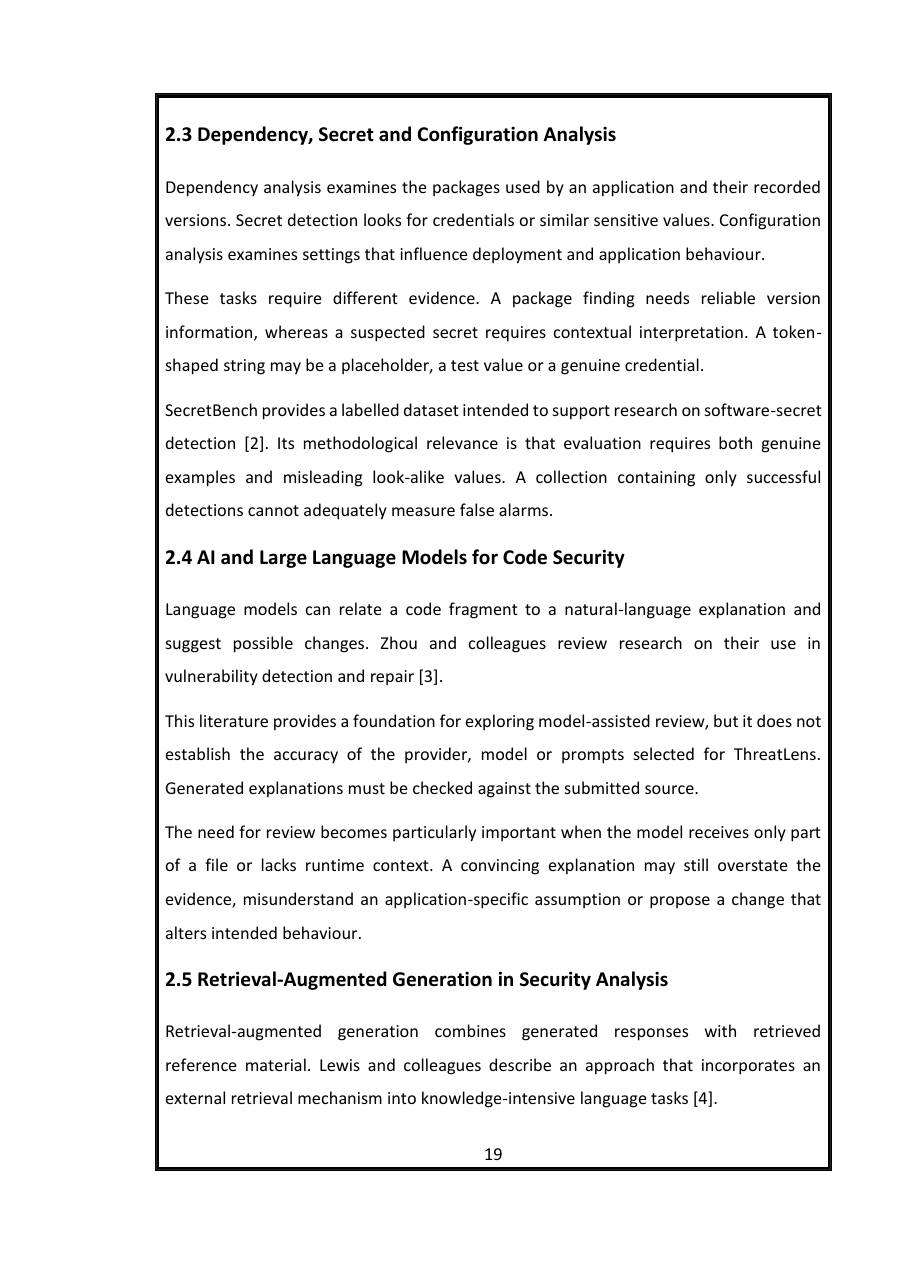 2.3 Dependency, Secret and Configuration Analysis
Dependency analysis examines the packages used by an application and their recorded
versions. Secret detection looks for credentials or similar sensitive values. Configuration
analysis examines settings that influence deployment and application behaviour.
These tasks require different evidence. A package finding needs reliable version
information, whereas a suspected secret requires contextual interpretation. A token-
shaped string may be a placeholder, a test value or a genuine credential.
SecretBench provides a labelled dataset intended to support research on software-secret
detection [2]. Its methodological relevance is that evaluation requires both genuine
examples and misleading look-alike values. A collection containing only successful
detections cannot adequately measure false alarms.
2.4 AI and Large Language Models for Code Security
Language models can relate a code fragment to a natural-language explanation and
suggest possible changes. Zhou and colleagues review research on their use in
vulnerability detection and repair [3].
This literature provides a foundation for exploring model-assisted review, but it does not
establish the accuracy of the provider, model or prompts selected for ThreatLens.
Generated explanations must be checked against the submitted source.
The need for review becomes particularly important when the model receives only part
of a file or lacks runtime context. A convincing explanation may still overstate the
evidence, misunderstand an application-specific assumption or propose a change that
alters intended behaviour.
2.5 Retrieval-Augmented Generation in Security Analysis
Retrieval-augmented generation combines generated responses with retrieved
reference material. Lewis and colleagues describe an approach that incorporates an
external retrieval mechanism into knowledge-intensive language tasks [4].
19